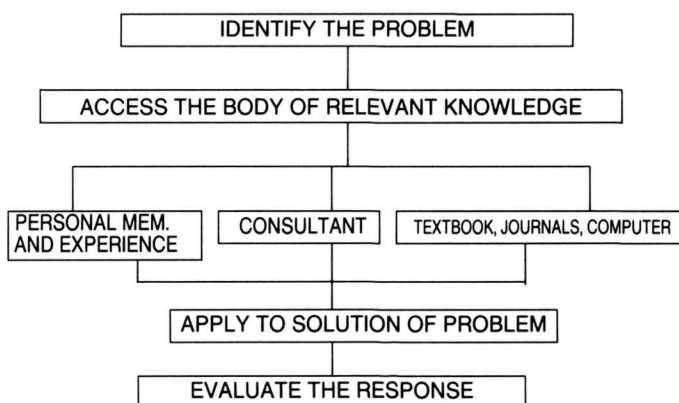 IDENTIFY THE PROBLEM
ACCESS THE BODY OF RELEVANT KNOWLEDGE
PERSONAL MEM.
AND EXPERIENCE
CONSULTANT
TEXTBOOK, JOURNALS, COMPUTER
APPLY TO SOLUTION OF PROBLEM
EVALUATE THE RESPONSE